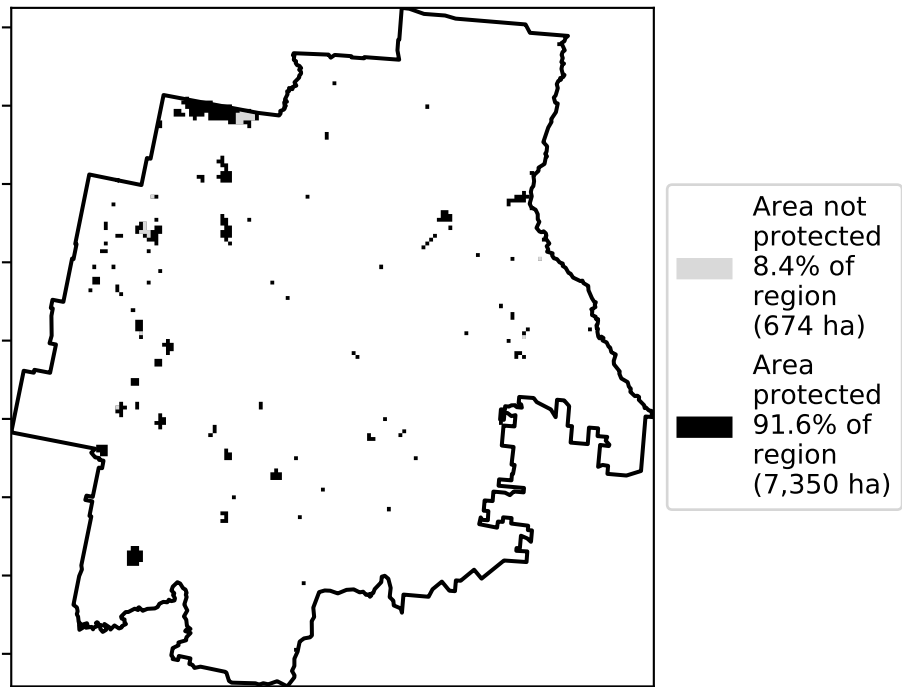 Area not
protected
8.4% of
region
(674 ha)
Area
protected
91.6% of
region
(7,350 ha)